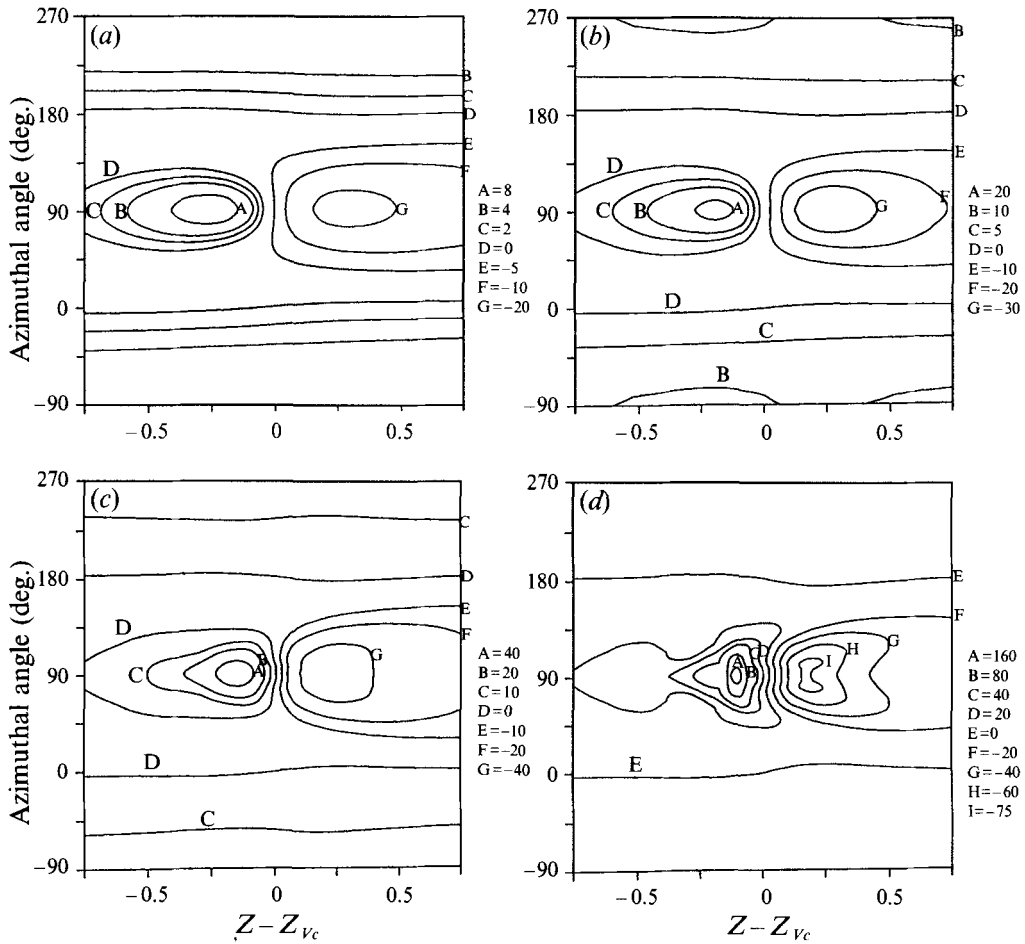 (a)
270
180
90
0
−90
Azimuthal angle (deg.)
−0.5
0
0.5
B
C
D
E
F
D
C
B
A
G
A=8
B=4
C=2
D=0
E=−5
F=−10
G=−20
(b)
270
180
90
0
−90
−0.5
0
0.5
B
C
D
E
F
D
C
B
A
G
D
C
B
A=20
B=10
C=5
D=0
E=−10
F=−20
G=−30
(c)
270
180
90
0
−90
Azimuthal angle (deg.)
−0.5
0
0.5
Z − Z_Vc
C
D
E
F
D
C
B
A
G
D
C
A=40
B=20
C=10
D=0
E=−10
F=−20
G=−40
(d)
270
180
90
0
−90
−0.5
0
0.5
Z − Z_Vc
E
F
G
H
I
D
A
B
E
A=160
B=80
C=40
D=20
E=0
F=−20
G=−40
H=−60
I=−75